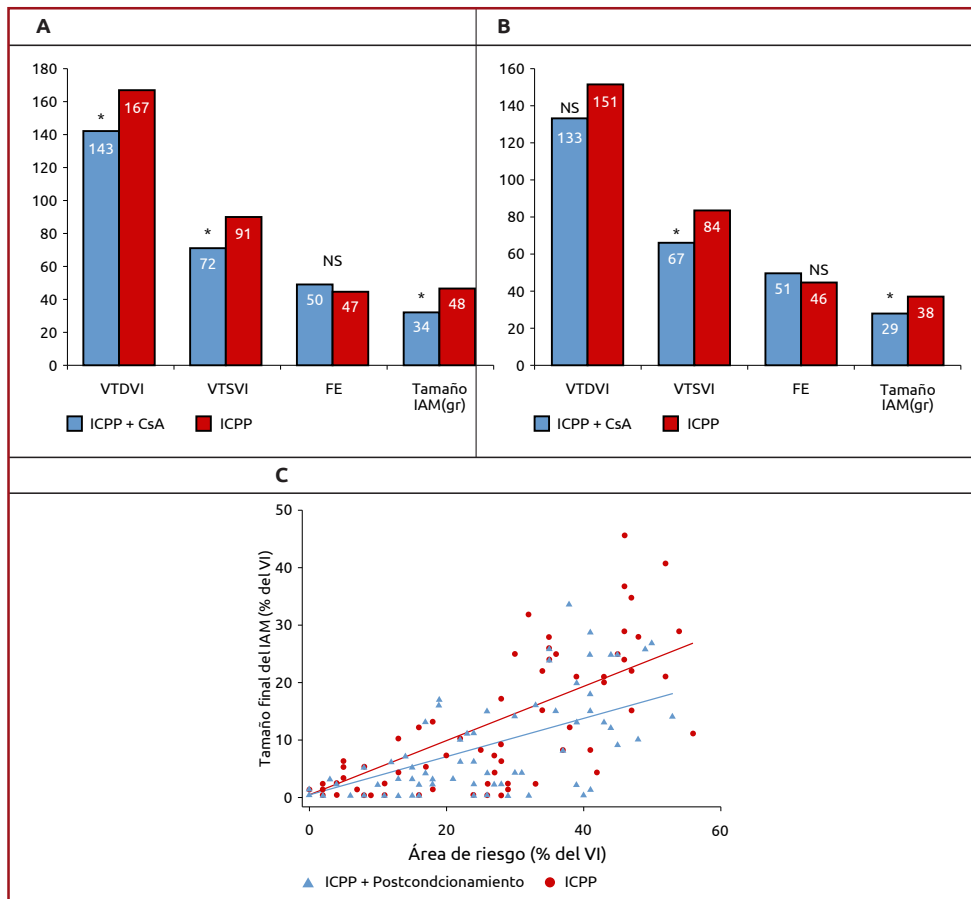 A
B
180
160
140
120
100
80
60
40
20
0
*
143
167
*
72
91
NS
50
47
*
34
48
VTDVI
VTSVI
FE
Tamaño
IAM(gr)
ICPP + CsA
ICPP
160
140
120
100
80
60
40
20
0
NS
133
151
*
67
84
NS
51
46
*
29
38
VTDVI
VTSVI
FE
Tamaño
IAM(gr)
ICPP + CsA
ICPP
C
Tamaño final del IAM (% del VI)
50
40
30
20
10
0
0
20
40
60
Área de riesgo (% del VI)
ICPP + Postcondcionamiento
ICPP